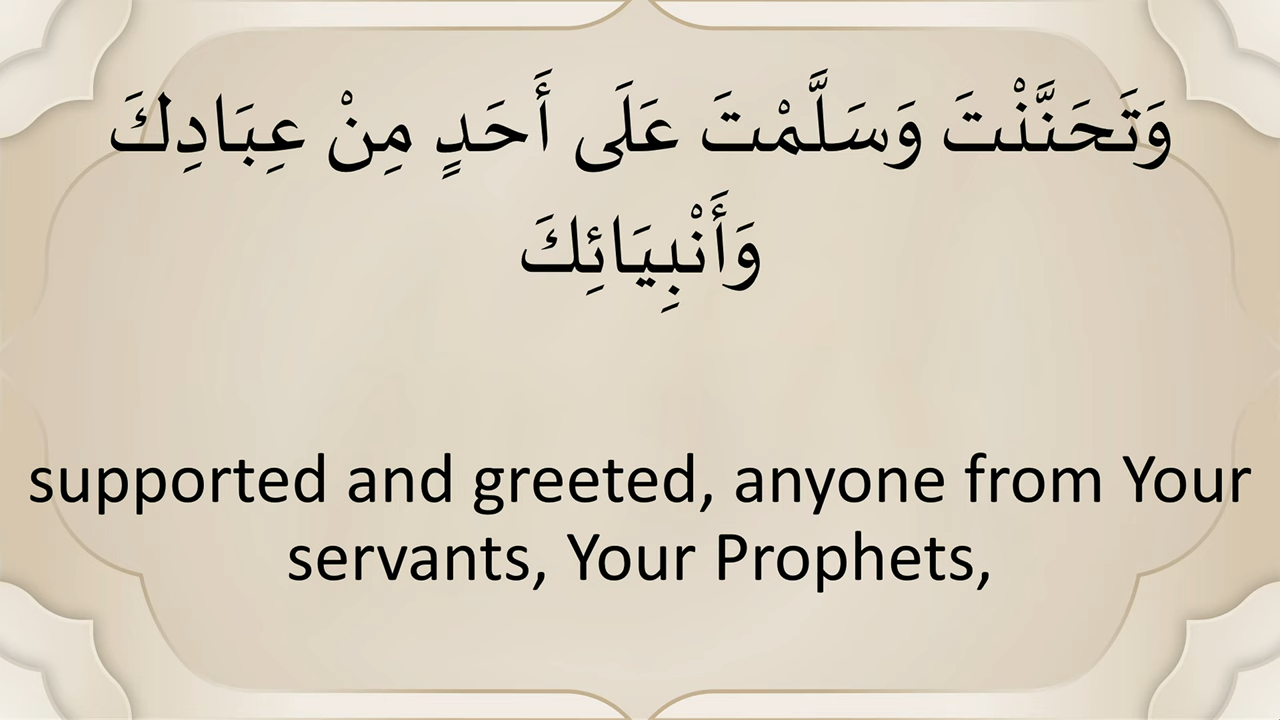 وَتَحَنَّنْتَ وَسَلَّمْتَ عَلَى أَحَدٍ مِنْ عِبَادِكَ
وَأَنْبِيَائِكَ
supported and greeted, anyone from Your
servants, Your Prophets,